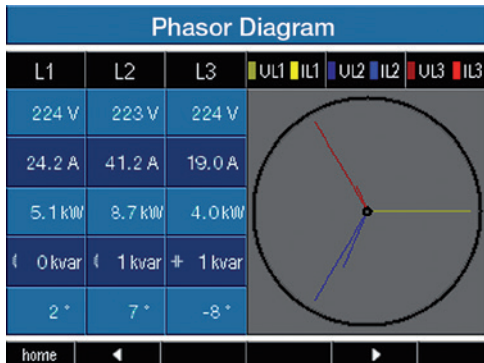 Phasor Diagram
L1 L2 L3 UL1 IL1 UL2 IL2 UL3 IL3
224 V 223 V 224 V
24.2 A 41.2 A 19.0 A
5.1 kW 8.7 kW 4.0 kW
0 kvar 1 kvar 1 kvar
2 ° 7 ° -8 °
home